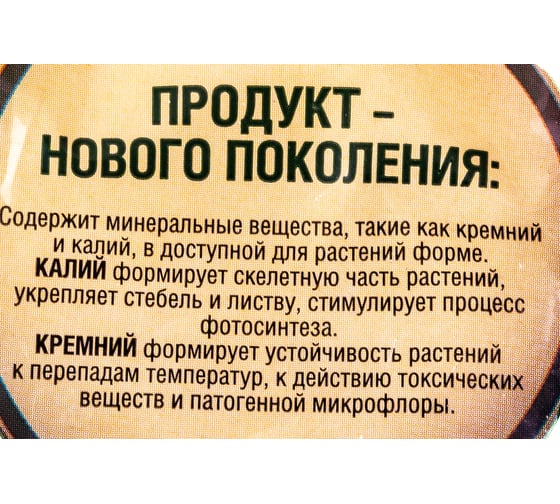 ПРОДУКТ –
НОВОГО ПОКОЛЕНИЯ:
Содержит минеральные вещества, такие как кремний
и калий, в доступной для растений форме.
КАЛИЙ формирует скелетную часть растений,
укрепляет стебель и листву, стимулирует процесс
фотосинтеза.
КРЕМНИЙ формирует устойчивость растений
к перепадам температур, к действию токсических
веществ и патогенной микрофлоры.